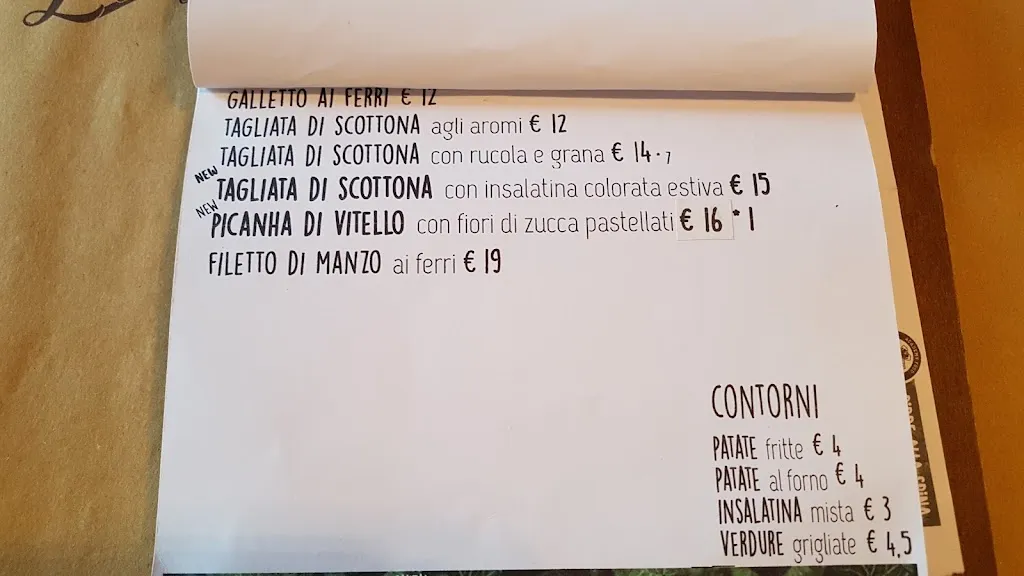 GALLETTO AI FERRI € 12
TAGLIATA DI SCOTTONA agli aromi € 12
TAGLIATA DI SCOTTONA con rucola e grana € 14 • 7
NEW TAGLIATA DI SCOTTONA con insalatina colorata estiva € 15
NEW PICANHA DI VITELLO con fiori di zucca pastellati € 16 * 1
FILETTO DI MANZO ai ferri € 19
CONTORNI
PATATE fritte € 4
PATATE al forno € 4
INSALATINA mista € 3
VERDURE grigliate € 4,5